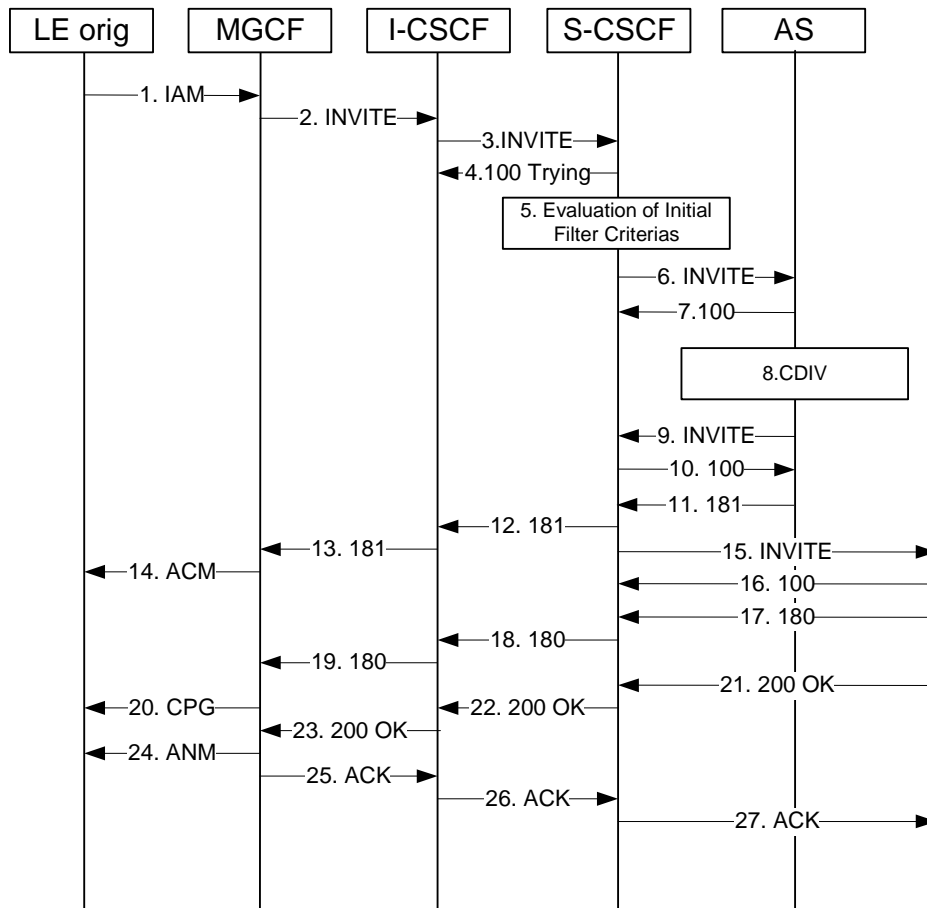 LE orig
MGCF
I-CSCF
S-CSCF
AS
1. IAM
2. INVITE
3.INVITE
4.100 Trying
5. Evaluation of Initial
Filter Criterias
6. INVITE
7.100
8.CDIV
9. INVITE
10. 100
11. 181
12. 181
13. 181
15. INVITE
14. ACM
16. 100
17. 180
18. 180
19. 180
21. 200 OK
20. CPG
22. 200 OK
23. 200 OK
24. ANM
25. ACK
26. ACK
27. ACK